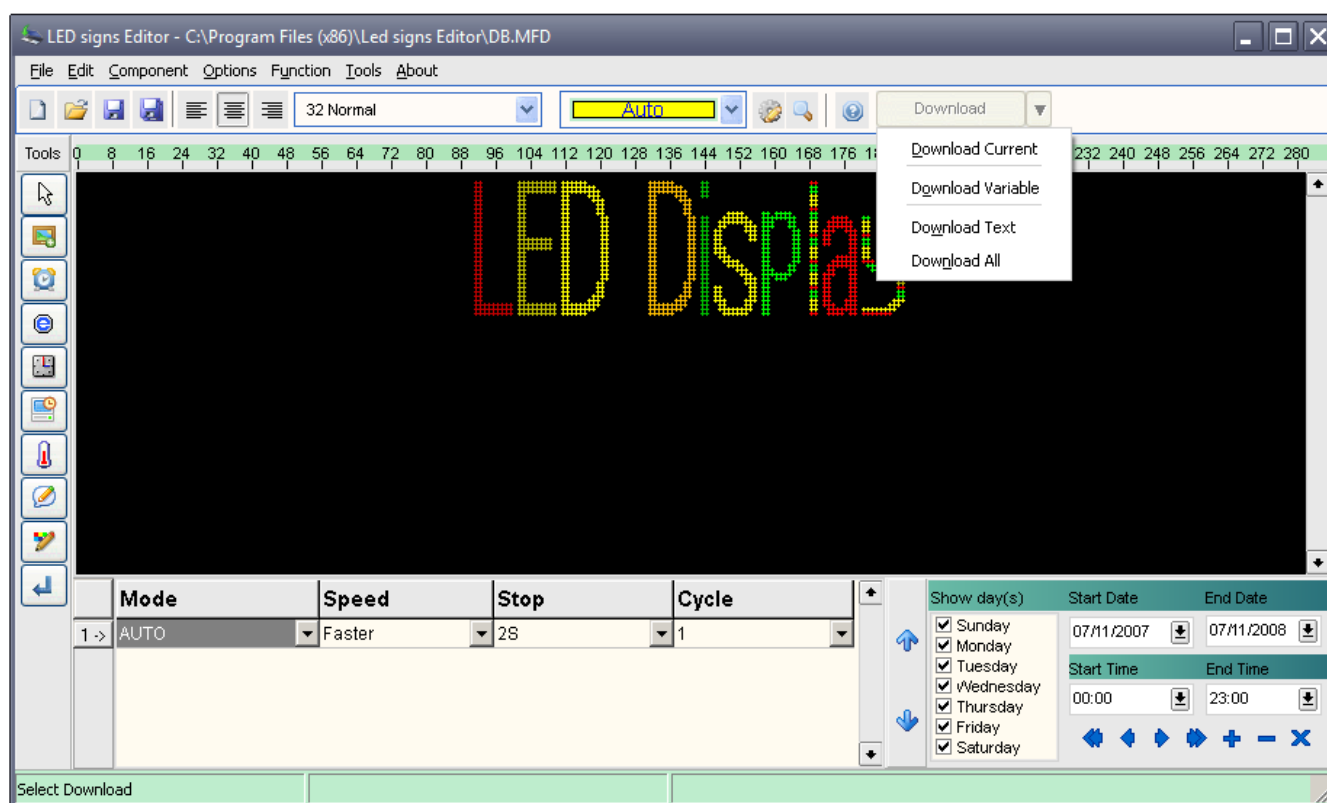 LED signs Editor - C:\Program Files (x86)\Led signs Editor\DB.MFD
File Edit Component Options Function Tools About
32 Normal Auto Download
Tools 0 8 16 24 32 40 48 56 64 72 80 88 96 104 112 120 128 136 144 152 160 168 176 232 240 248 256 264 272 280
Download Current
Download Variable
Download Text
Download All
LED Display
Mode Speed Stop Cycle
1-> AUTO Faster 2S 1
Show day(s) Start Date End Date
Sunday
Monday
Tuesday
Wednesday
Thursday
Friday
Saturday
07/11/2007 07/11/2008
Start Time End Time
00:00 23:00
Select Download